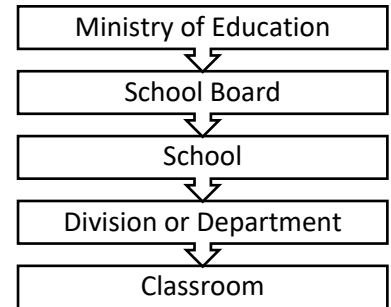 Ministry of Education
School Board
School
Division or Department
Classroom